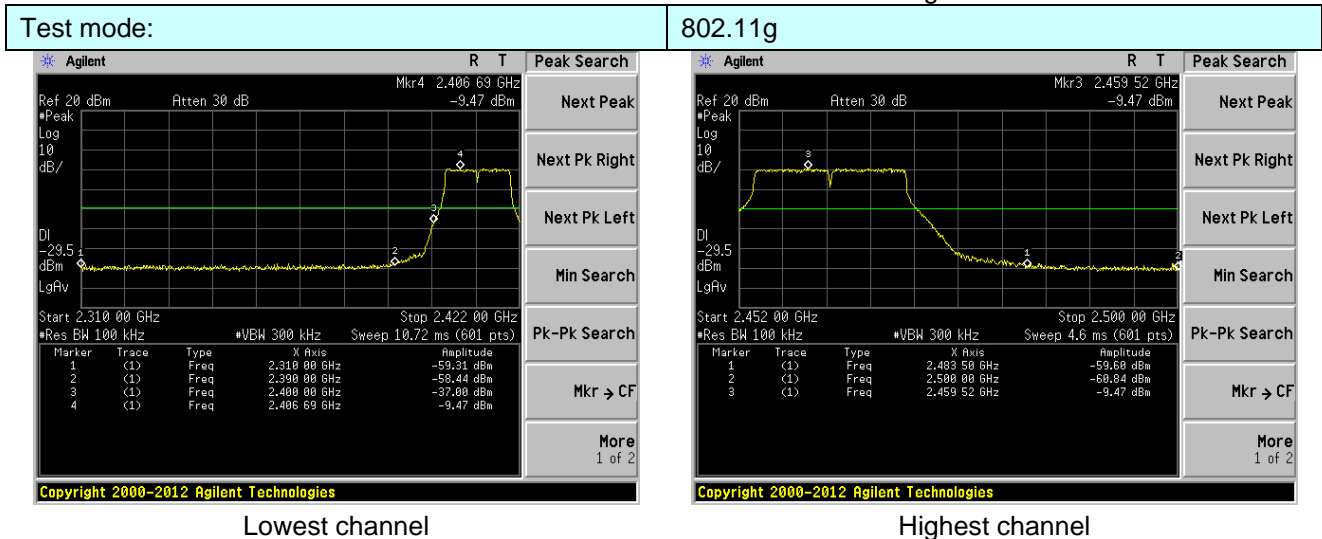 Test mode: 802.11g
Agilent R T Peak Search
Mkr4 2.406 69 GHz
Ref 20 dBm Atten 30 dB -9.47 dBm
#Peak
Log
10
dB/
DI
-29.5
dBm
LgAv
1
2
3
4
Start 2.310 00 GHz Stop 2.422 00 GHz
#Res BW 100 kHz #VBW 300 kHz Sweep 10.72 ms (601 pts)
Marker Trace Type X Axis Amplitude
1 (1) Freq 2.310 00 GHz -59.31 dBm
2 (1) Freq 2.390 00 GHz -58.44 dBm
3 (1) Freq 2.400 00 GHz -37.00 dBm
4 (1) Freq 2.406 69 GHz -9.47 dBm
Next Peak
Next Pk Right
Next Pk Left
Min Search
Pk-Pk Search
Mkr → CF
More
1 of 2
Copyright 2000-2012 Agilent Technologies
Lowest channel
Agilent R T Peak Search
Mkr3 2.459 52 GHz
Ref 20 dBm Atten 30 dB -9.47 dBm
#Peak
Log
10
dB/
DI
-29.5
dBm
LgAv
3
1
2
Start 2.452 00 GHz Stop 2.500 00 GHz
#Res BW 100 kHz #VBW 300 kHz Sweep 4.6 ms (601 pts)
Marker Trace Type X Axis Amplitude
1 (1) Freq 2.483 50 GHz -59.60 dBm
2 (1) Freq 2.500 00 GHz -60.84 dBm
3 (1) Freq 2.459 52 GHz -9.47 dBm
Next Peak
Next Pk Right
Next Pk Left
Min Search
Pk-Pk Search
Mkr → CF
More
1 of 2
Copyright 2000-2012 Agilent Technologies
Highest channel